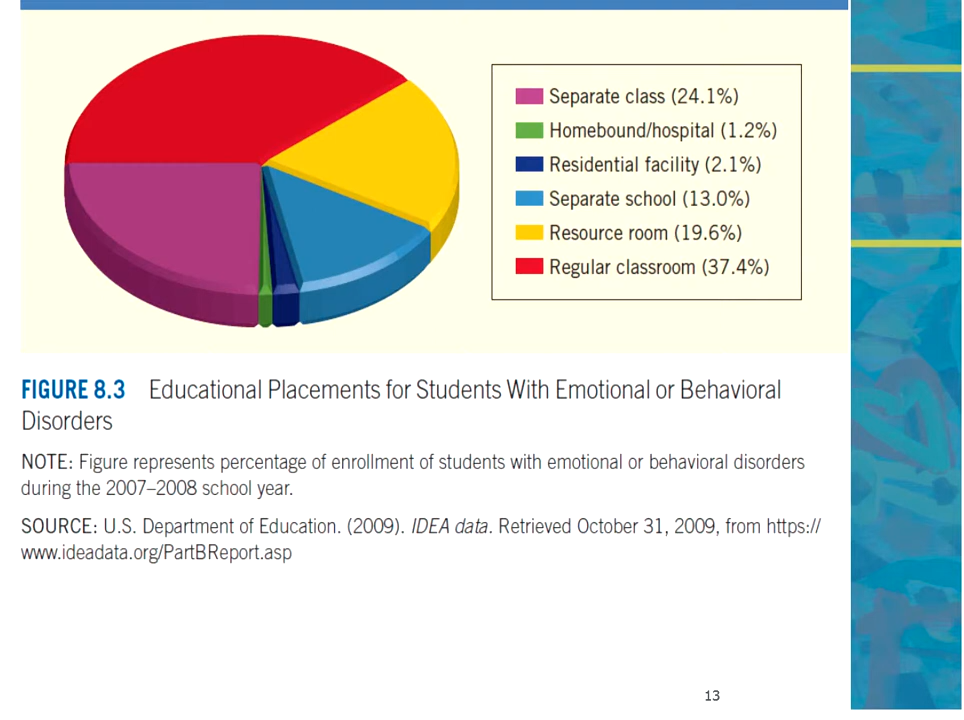 Separate class (24.1%)
Homebound/hospital (1.2%)
Residential facility (2.1%)
Separate school (13.0%)
Resource room (19.6%)
Regular classroom (37.4%)
FIGURE 8.3 Educational Placements for Students With Emotional or Behavioral
Disorders
NOTE: Figure represents percentage of enrollment of students with emotional or behavioral disorders
during the 2007–2008 school year.
SOURCE: U.S. Department of Education. (2009). IDEA data. Retrieved October 31, 2009, from https://
www.ideadata.org/PartBReport.asp
13